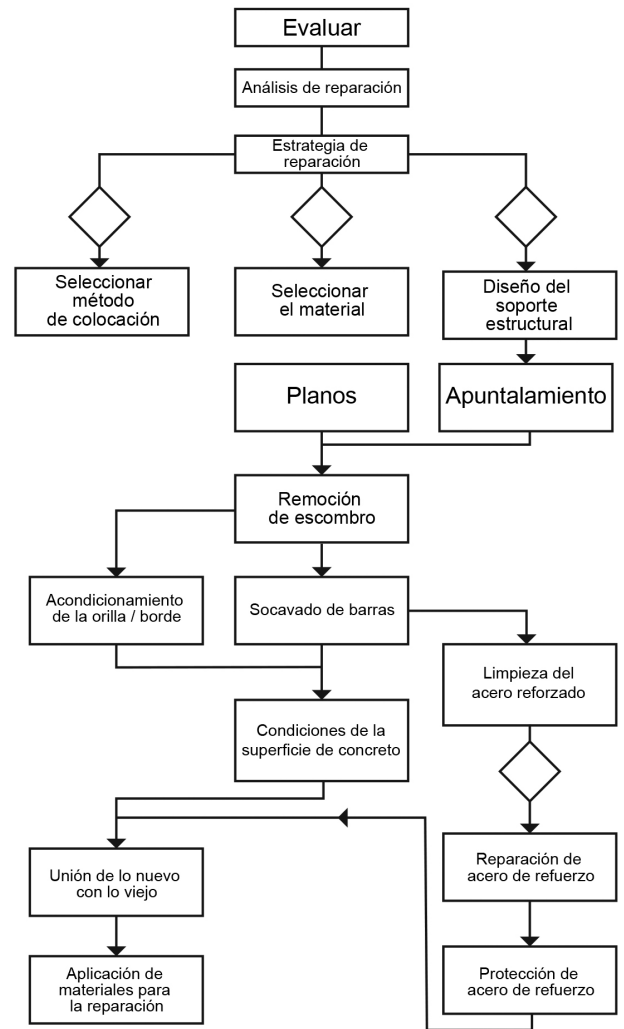 Evaluar
Análisis de reparación
Estrategia de
reparación
Seleccionar
método
de colocación
Seleccionar
el material
Diseño del
soporte
estructural
Planos
Apuntalamiento
Remoción
de escombro
Acondicionamiento
de la orilla / borde
Socavado de barras
Limpieza del
acero reforzado
Condiciones de la
superficie de concreto
Unión de lo nuevo
con lo viejo
Reparación de
acero de refuerzo
Aplicación de
materiales para
la reparación
Protección de
acero de refuerzo